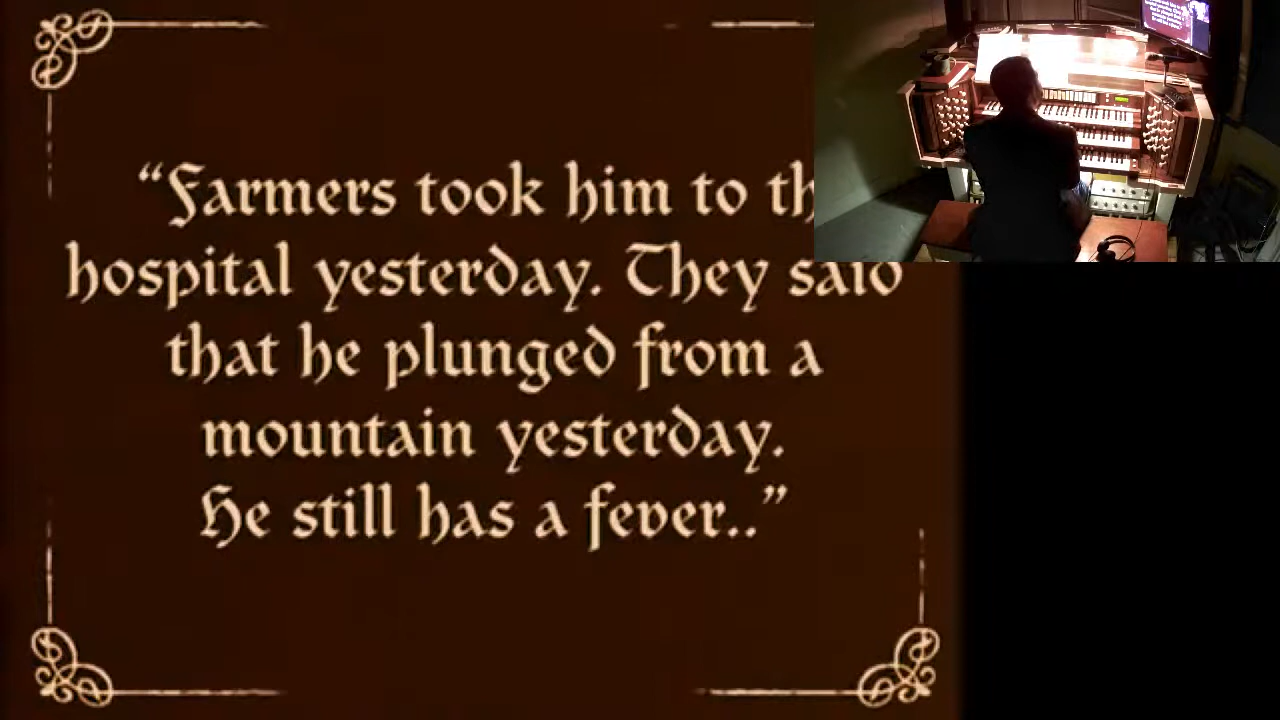 “Farmers took him to th
hospital yesterday. They said
that he plunged from a
mountain yesterday.
He still has a fever..”